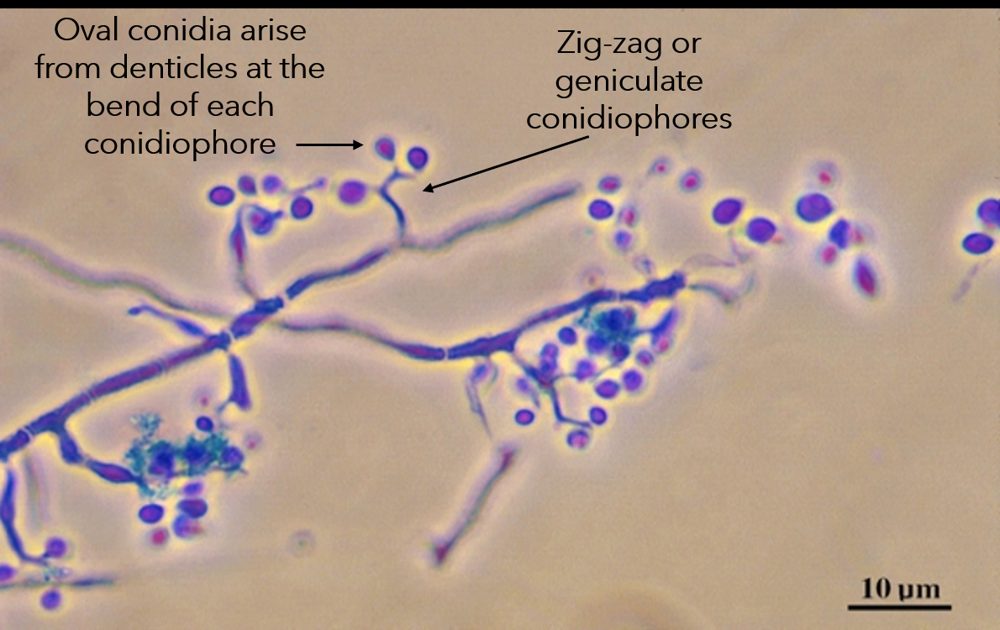 Oval conidia arise
from denticles at the
bend of each
conidiophore
Zig-zag or
geniculate
conidiophores
10 μm